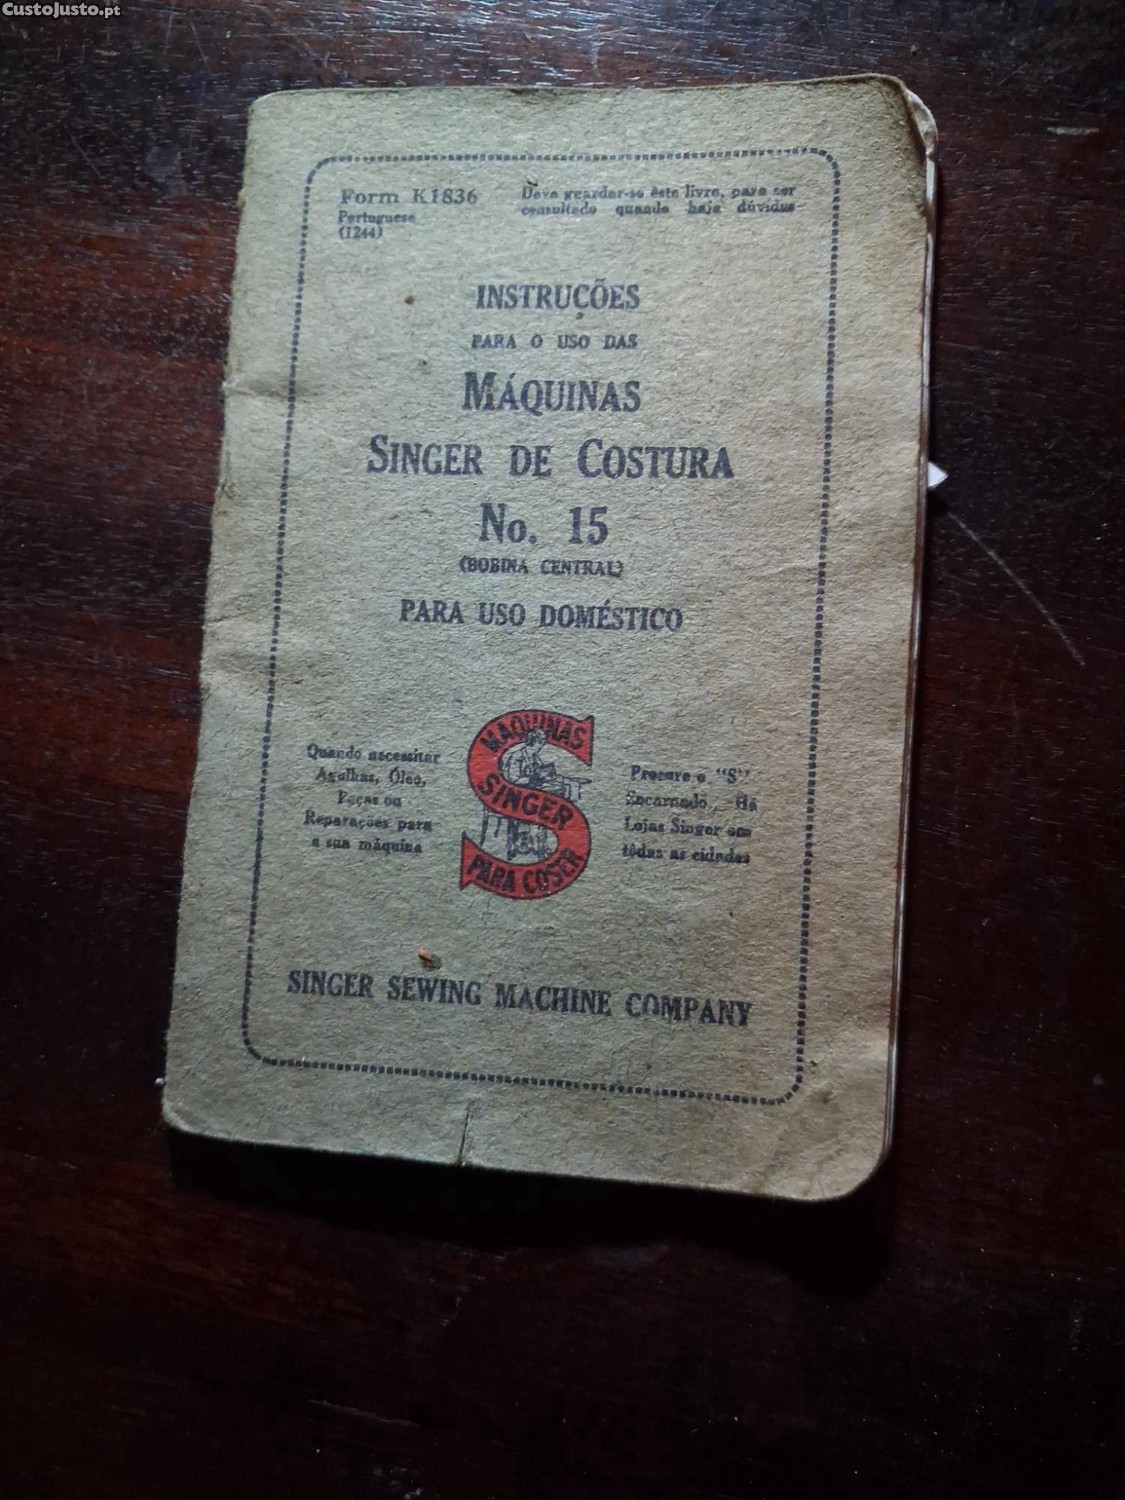 CustoJusto.pt
Form K1836
Portuguese
(1244)
Deve guardar-se êste livro, para ser
consultado quando haja dúvidas
INSTRUÇÕES
PARA O USO DAS
MÁQUINAS
SINGER DE COSTURA
No. 15
(BOBINA CENTRAL)
PARA USO DOMÉSTICO
Quando necessitar
Agulhas, Óleo,
Peças ou
Reparações para
a sua máquina
MAQUINAS
SINGER
PARA COSER
Procure o "S"
Encarnado. Há
Lojas Singer em
tôdas as cidades
SINGER SEWING MACHINE COMPANY